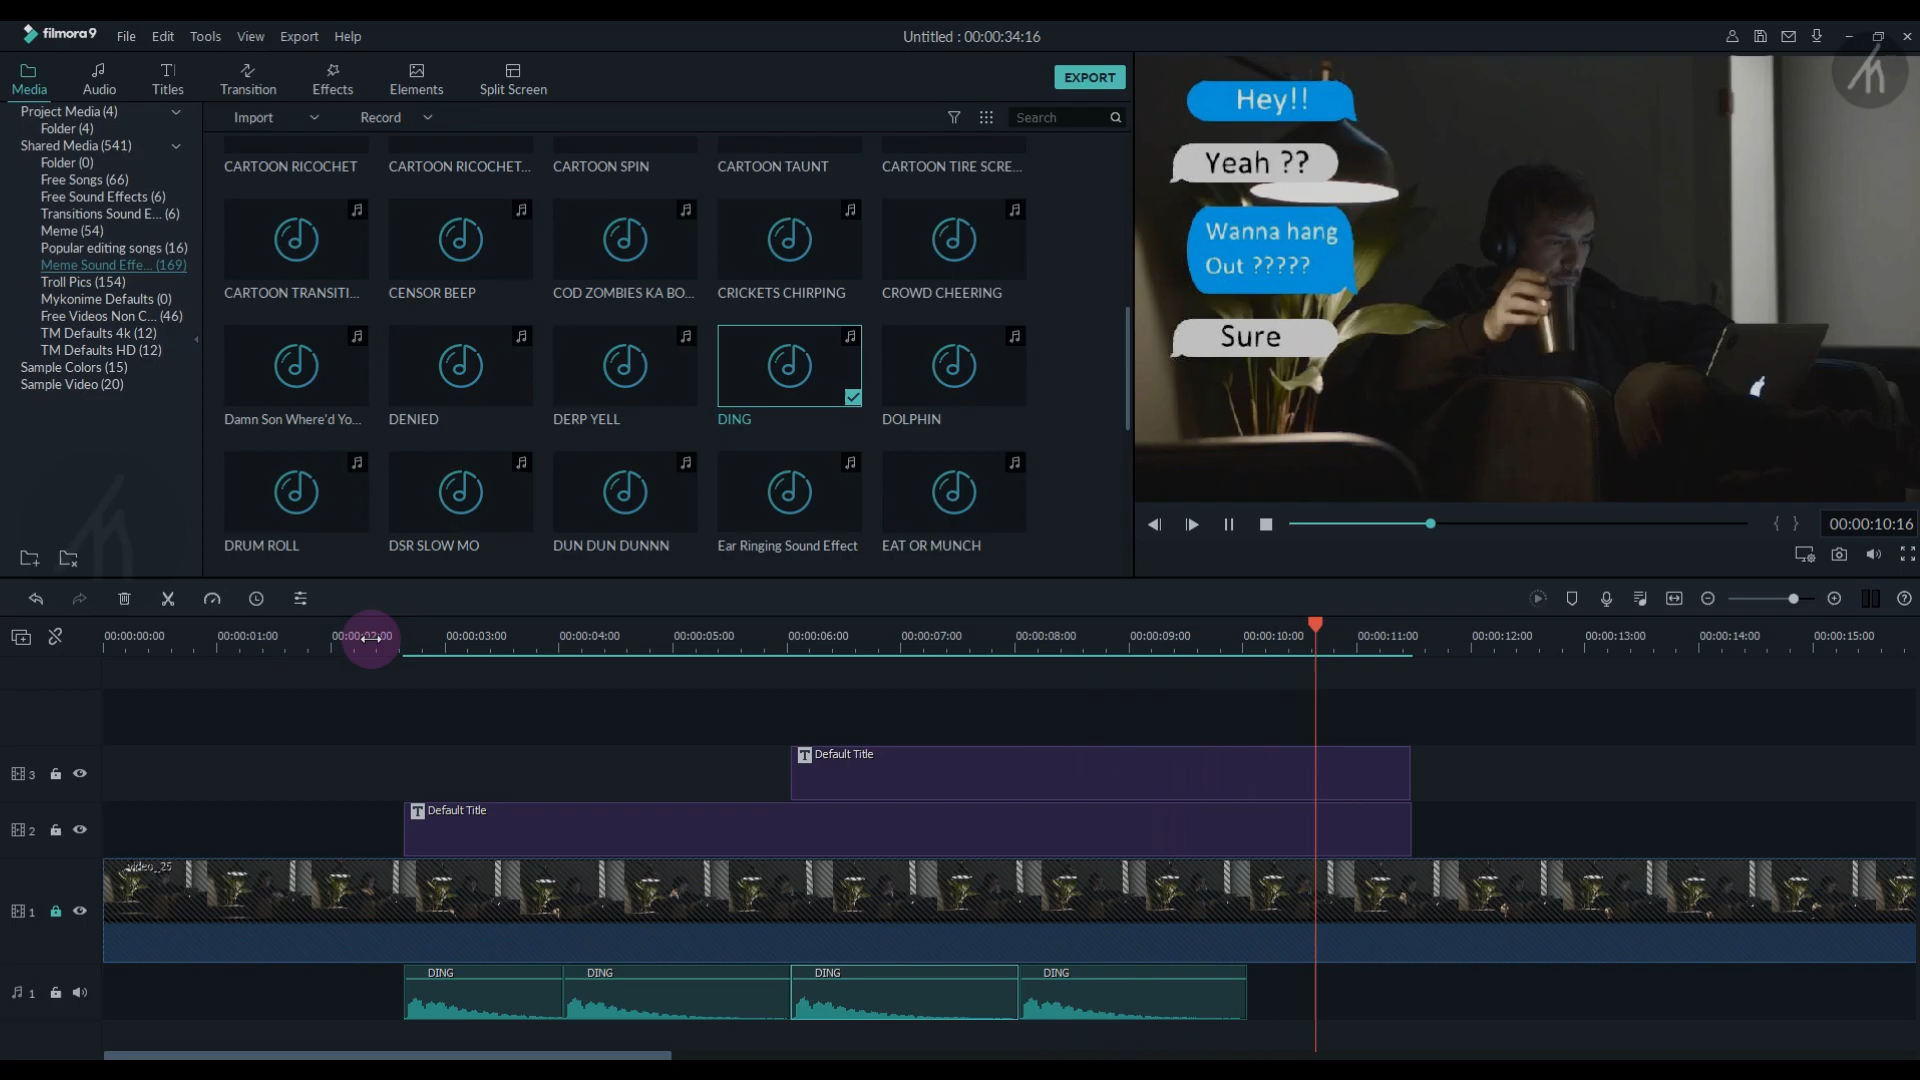 filmora9
File
Edit
Tools
View
Export
Help
Untitled : 00:00:34:16
Media
Audio
Titles
Transition
Effects
Elements
Split Screen
EXPORT
Project Media (4)
Folder (4)
Shared Media (541)
Folder (0)
Free Songs (66)
Free Sound Effects (6)
Transitions Sound E... (6)
Meme (54)
Popular editing songs (16)
Meme Sound Effe... (169)
Troll Pics (154)
Mykonime Defaults (0)
Free Videos Non C... (46)
TM Defaults 4k (12)
TM Defaults HD (12)
Sample Colors (15)
Sample Video (20)
Import
Record
Search
CARTOON RICOCHET
CARTOON RICOCHET...
CARTOON SPIN
CARTOON TAUNT
CARTOON TIRE SCRE...
CARTOON TRANSITI...
CENSOR BEEP
COD ZOMBIES KA BO...
CRICKETS CHIRPING
CROWD CHEERING
Damn Son Where'd Yo...
DENIED
DERP YELL
DING
DOLPHIN
DRUM ROLL
DSR SLOW MO
DUN DUN DUNNN
Ear Ringing Sound Effect
EAT OR MUNCH
Hey!!
Yeah ??
Wanna hang
Out ?????
Sure
00:00:10:16
00:00:00:00
00:00:01:00
00:00:02:00
00:00:03:00
00:00:04:00
00:00:05:00
00:00:06:00
00:00:07:00
00:00:08:00
00:00:09:00
00:00:10:00
00:00:11:00
00:00:12:00
00:00:13:00
00:00:14:00
00:00:15:00
3
T Default Title
2
T Default Title
video_25
1
DING
DING
DING
DING
1